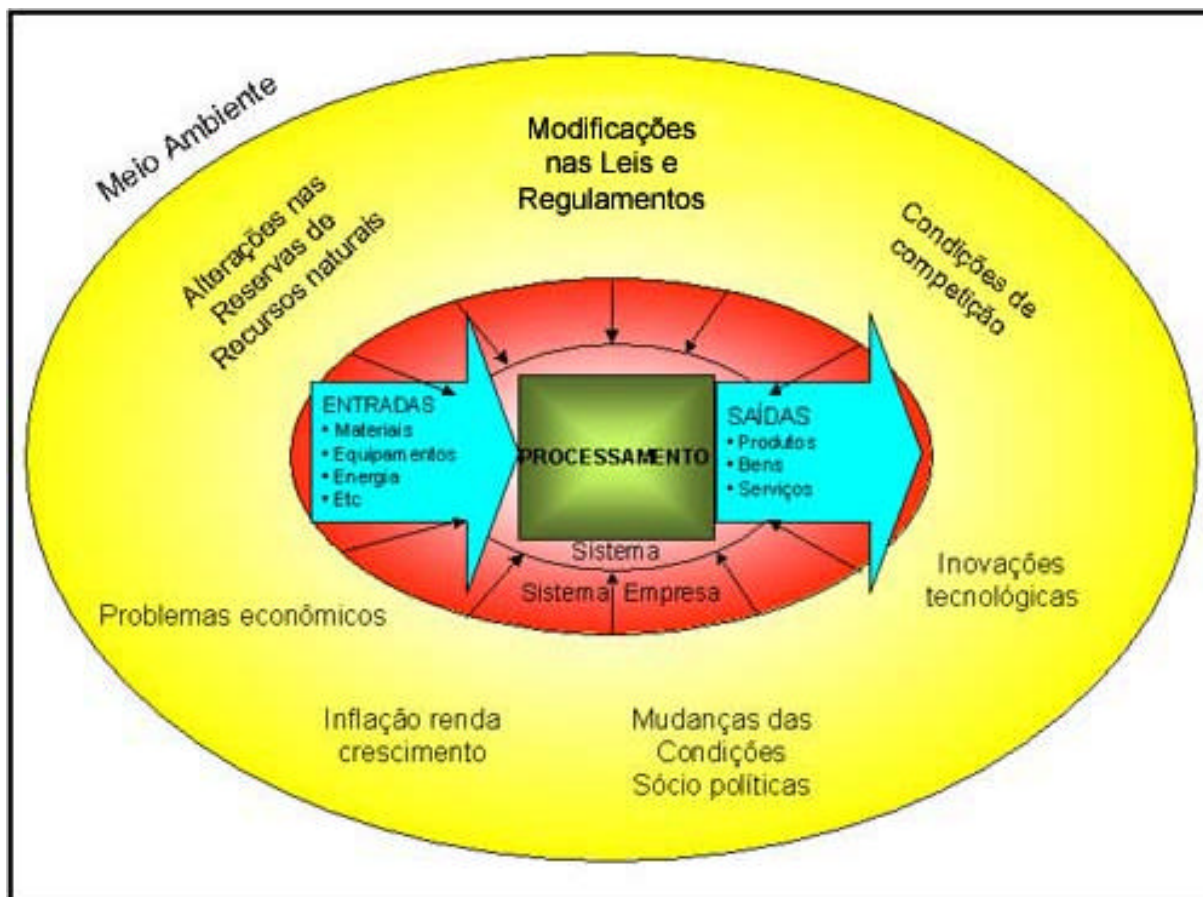 Meio Ambiente
Alterações nas
Reservas de
Recursos naturais
Modificações
nas Leis e
Regulamentos
Condições de
competição
ENTRADAS
• Materiais
• Equipamentos
• Energia
• Etc
PROCESSAMENTO
SAÍDAS
• Produtos
• Bens
• Serviços
Sistema
Sistema Empresa
Problemas econômicos
Inovações
tecnológicas
Inflação renda
crescimento
Mudanças das
Condições
Sócio políticas